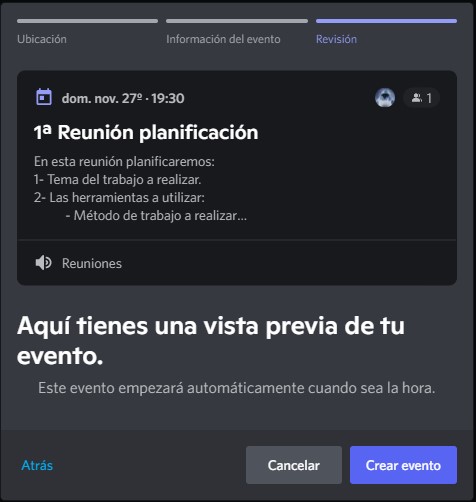 Ubicación
Información del evento
Revisión
dom. nov. 27º · 19:30
1
1ª Reunión planificación
En esta reunión planificaremos:
1- Tema del trabajo a realizar.
2- Las herramientas a utilizar:
- Método de trabajo a realizar...
Reuniones
Aquí tienes una vista previa de tu
evento.
Este evento empezará automáticamente cuando sea la hora.
Atrás
Cancelar
Crear evento